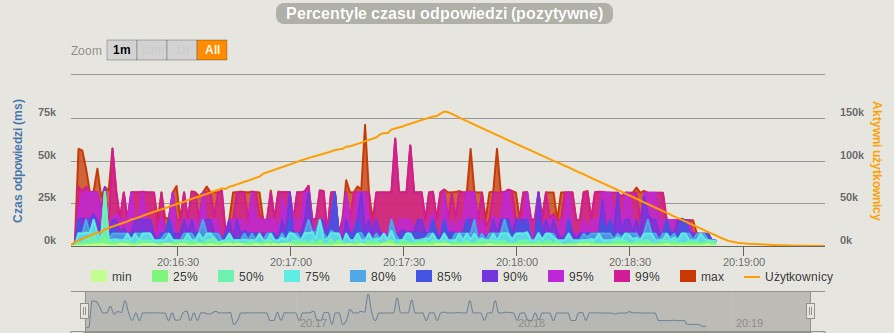 Percentyle czasu odpowiedzi (pozytywne)
Zoom 1m 10m 1h All
Czas odpowiedzi (ms)
75k
50k
25k
0k
150k
100k
50k
0k
Aktywni użytkownicy
20:16:30 20:17:00 20:17:30 20:18:00 20:18:30 20:19:00
min 25% 50% 75% 80% 85% 90% 95% 99% max Użytkownicy
20:17 20:18 20:19